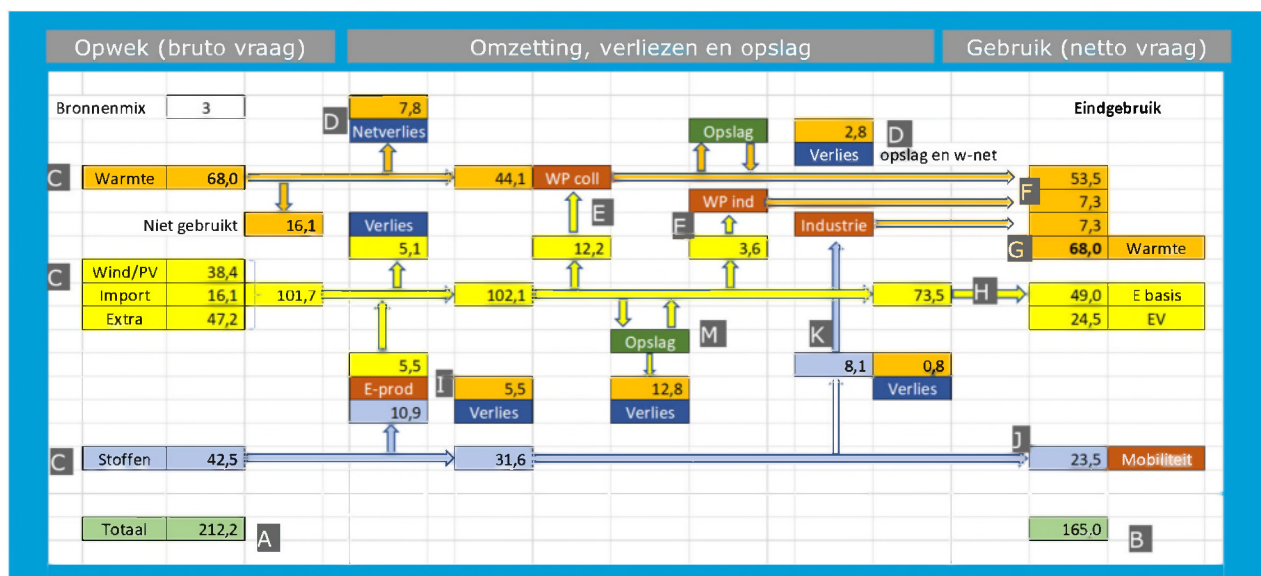 Opwek (bruto vraag) Omzetting, verliezen en opslag Gebruik (netto vraag)
Bronnenmix 3 D 7,8 Opslag 2,8 D Eindgebruik
Netverlies Verlies opslag en w-net
C Warmte 68,0 44,1 WP coll 53,5
E WP ind F 7,3
Niet gebruikt 16,1 Verlies E Industrie 7,3
5,1 12,2 3,6 G 68,0 Warmte
C Wind/PV 38,4
Import 16,1 101,7 102,1 73,5 H 49,0 E basis
Extra 47,2 24,5 EV
Opslag M K
5,5 8,1 0,8
E-prod I 5,5 12,8 Verlies
10,9 Verlies Verlies
J
C Stoffen 42,5 31,6 23,5 Mobiliteit
Totaal 212,2 A 165,0 B